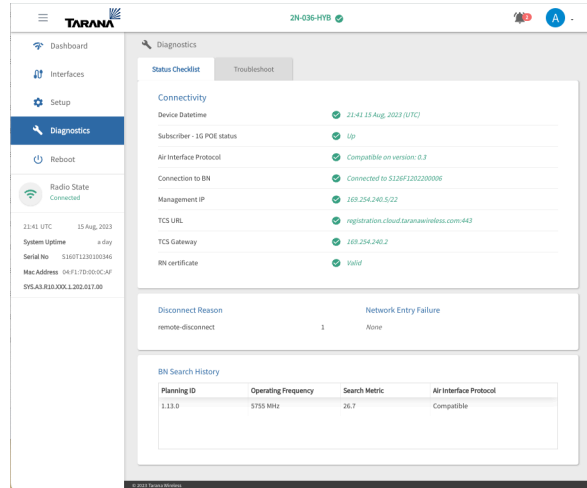 TARANA
2N-036-HYB
A
Dashboard
Interfaces
Setup
Diagnostics
Reboot
Radio State
Connected
21:41 UTC 15 Aug, 2023
System Uptime a day
Serial No S160T1230100346
Mac Address 04:F1:7D:00:0C:AF
SYS.A3.R10.XXX.1.202.017.00
Diagnostics
Status Checklist Troubleshoot
Connectivity
Device Datetime 21:41 15 Aug, 2023 (UTC)
Subscriber - 1G POE status Up
Air Interface Protocol Compatible on version: 0.3
Connection to BN Connected to S126F1202200006
Management IP 169.254.240.5/22
TCS URL registration.cloud.taranawireless.com:443
TCS Gateway 169.254.240.2
RN certificate Valid
Disconnect Reason Network Entry Failure
remote-disconnect 1 None
BN Search History
Planning ID Operating Frequency Search Metric Air Interface Protocol
1.13.0 5755 MHz 26.7 Compatible
© 2023 Tarana Wireless